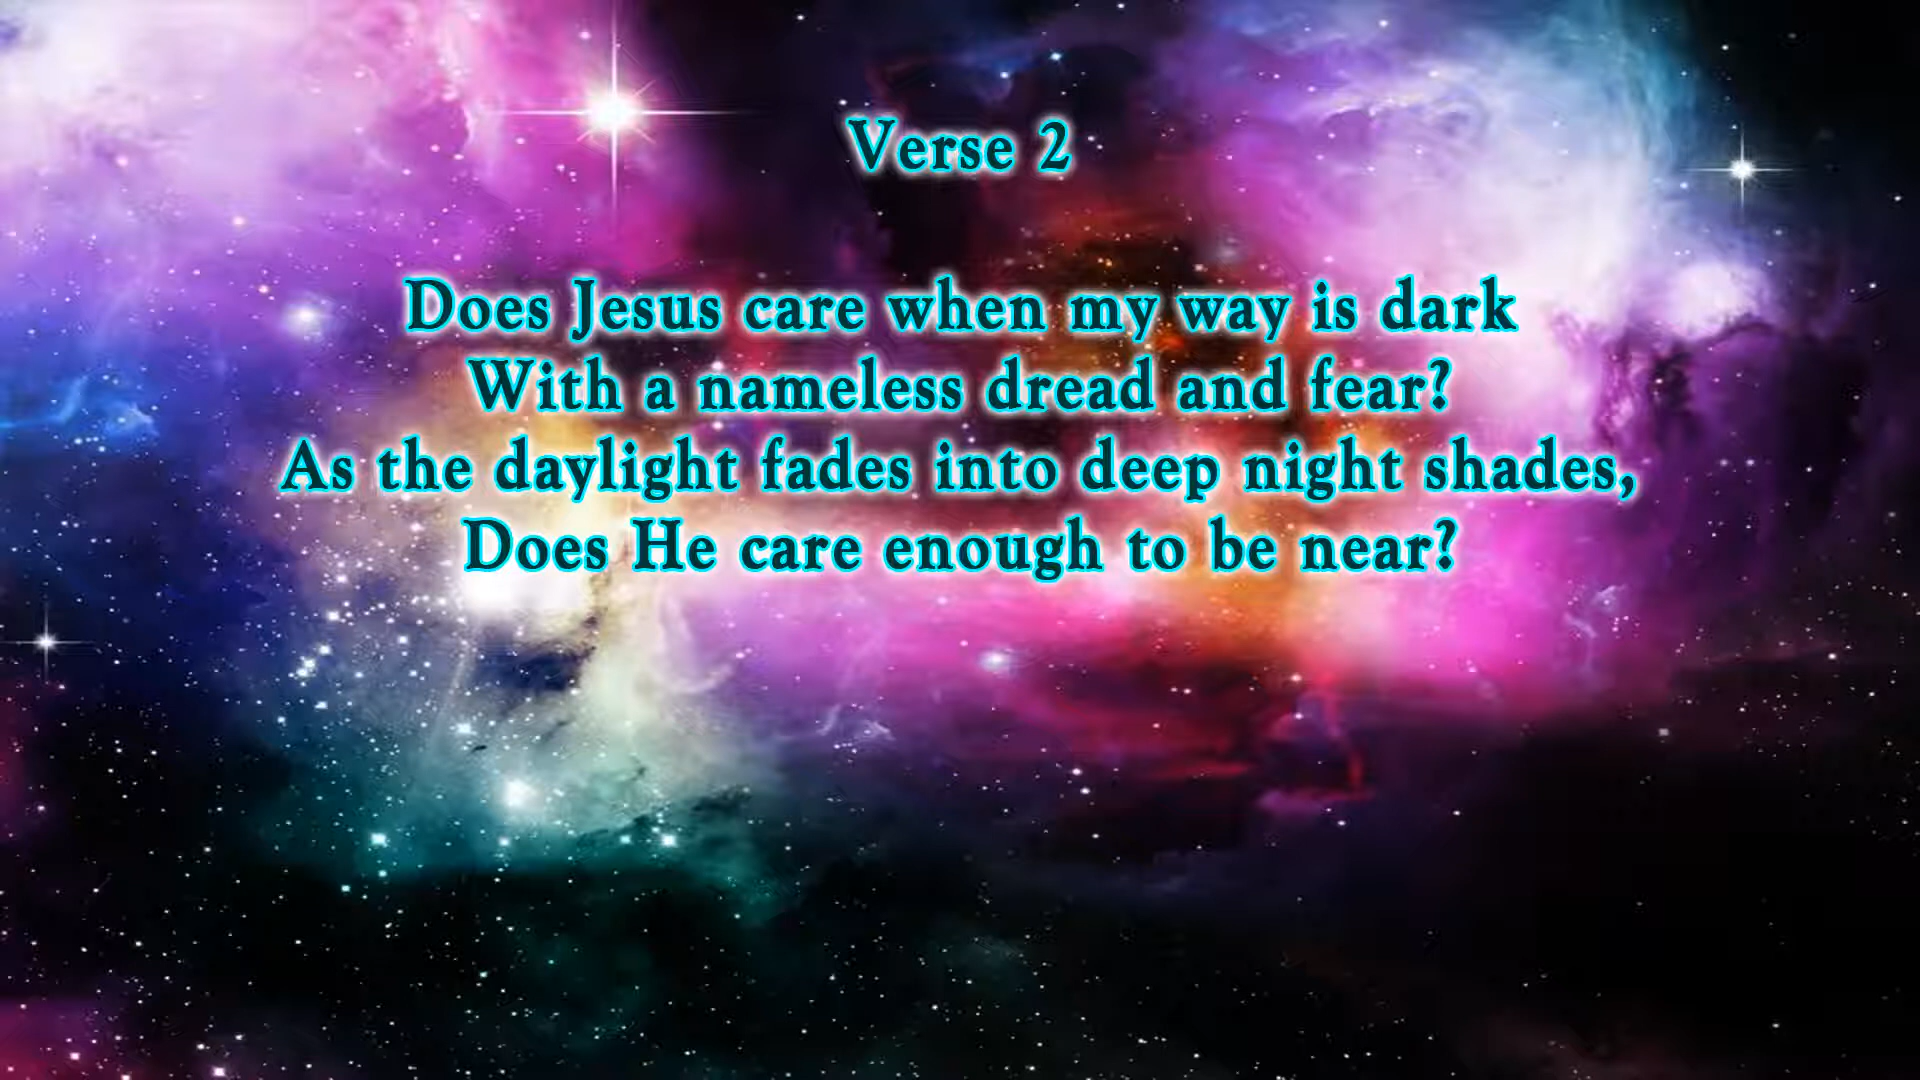 Verse 2
Does Jesus care when my way is dark
With a nameless dread and fear?
As the daylight fades into deep night shades,
Does He care enough to be near?